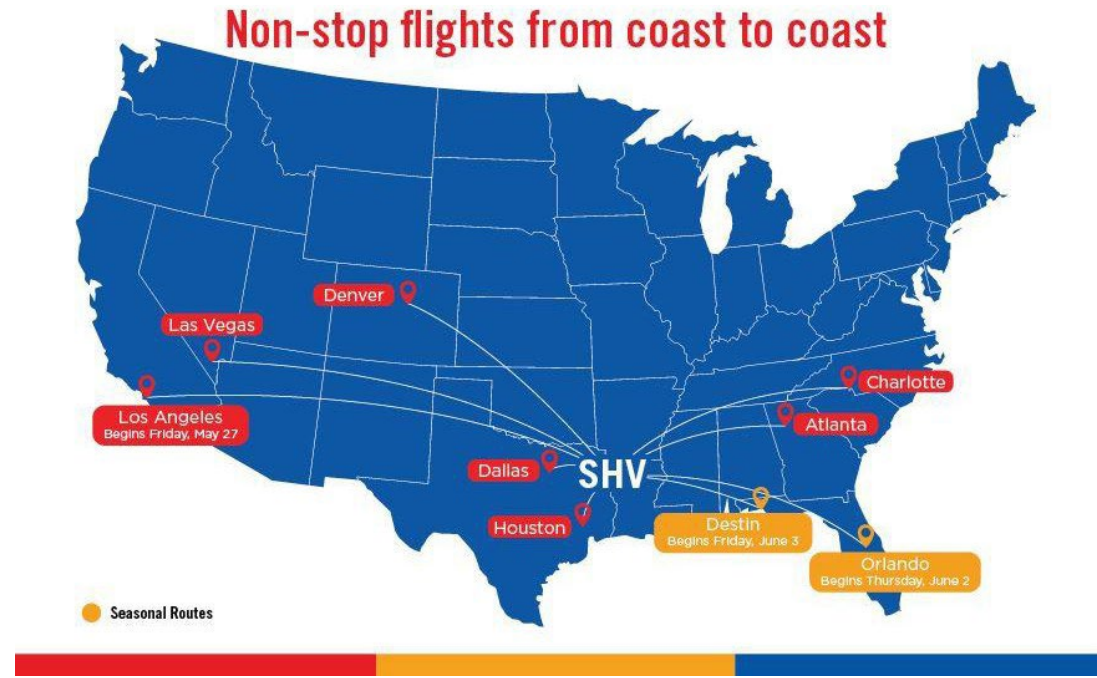 Non-stop flights from coast to coast
Denver
Las Vegas
Los Angeles
Begins Friday, May 27
Charlotte
Atlanta
Dallas
SHV
Houston
Destin
Begins Friday, June 3
Orlando
Begins Thursday, June 2
Seasonal Routes